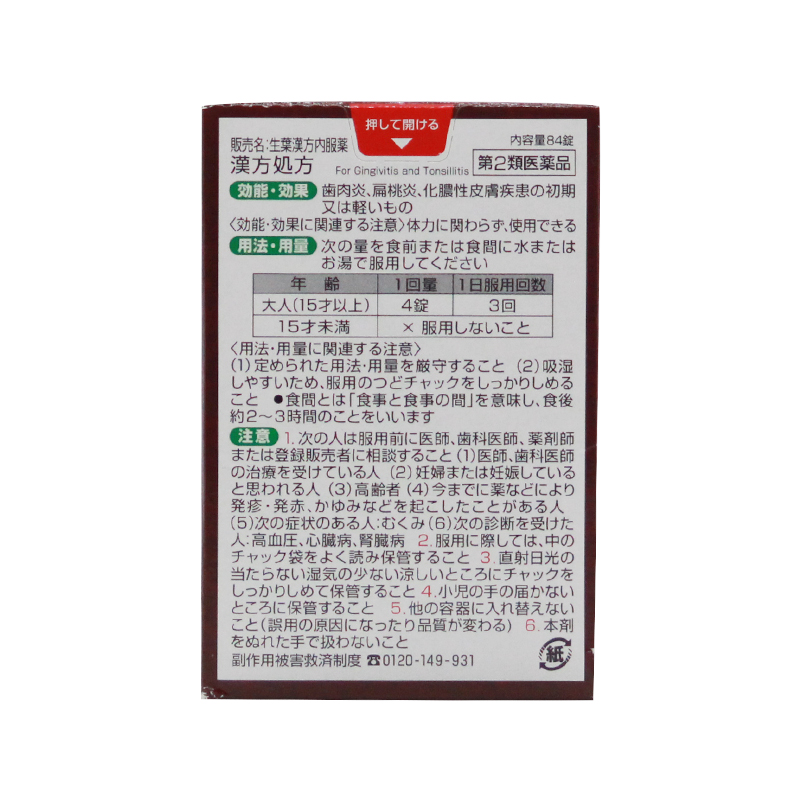 押して開ける
販売名:生葉漢方内服薬
内容量84錠
漢方処方
For Gingivitis and Tonsillitis
第2類医薬品
効能・効果 歯肉炎、扁桃炎、化膿性皮膚疾患の初期
又は軽いもの
〈効能・効果に関連する注意〉体力に関わらず、使用できる
用法・用量 次の量を食前または食間に水または
お湯で服用してください
年齢 1回量 1日服用回数
大人(15才以上) 4錠 3回
15才未満 × 服用しないこと
〈用法・用量に関連する注意〉
(1)定められた用法・用量を厳守すること (2)吸湿
しやすいため、服用のつどチャックをしっかりしめる
こと ●食間とは「食事と食事の間」を意味し、食後
約2〜3時間のことをいいます
注意 1.次の人は服用前に医師、歯科医師、薬剤師
または登録販売者に相談すること(1)医師、歯科医師
の治療を受けている人 (2)妊婦または妊娠している
と思われる人 (3)高齢者 (4)今までに薬などにより
発疹・発赤、かゆみなどを起こしたことがある人
(5)次の症状のある人:むくみ (6)次の診断を受けた
人:高血圧、心臓病、腎臓病 2.服用に際しては、中の
チャック袋をよく読み保管すること 3.直射日光の
当たらない湿気の少ない涼しいところにチャックを
しっかりしめて保管すること 4.小児の手の届かない
ところに保管すること 5.他の容器に入れ替えない
こと(誤用の原因になったり品質が変わる) 6.本剤
をぬれた手で扱わないこと
副作用被害救済制度 ☎0120-149-931
紙